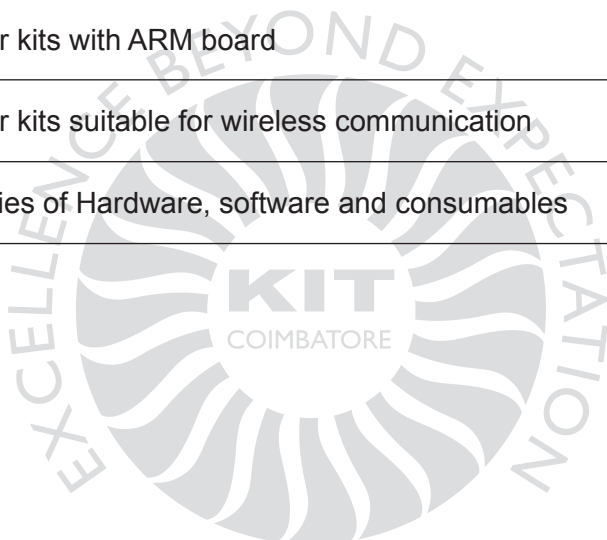 r kits with ARM board
r kits suitable for wireless communication
ies of Hardware, software and consumables
EXCELLENCE BEYOND EXPECTATION
KIT
COIMBATORE